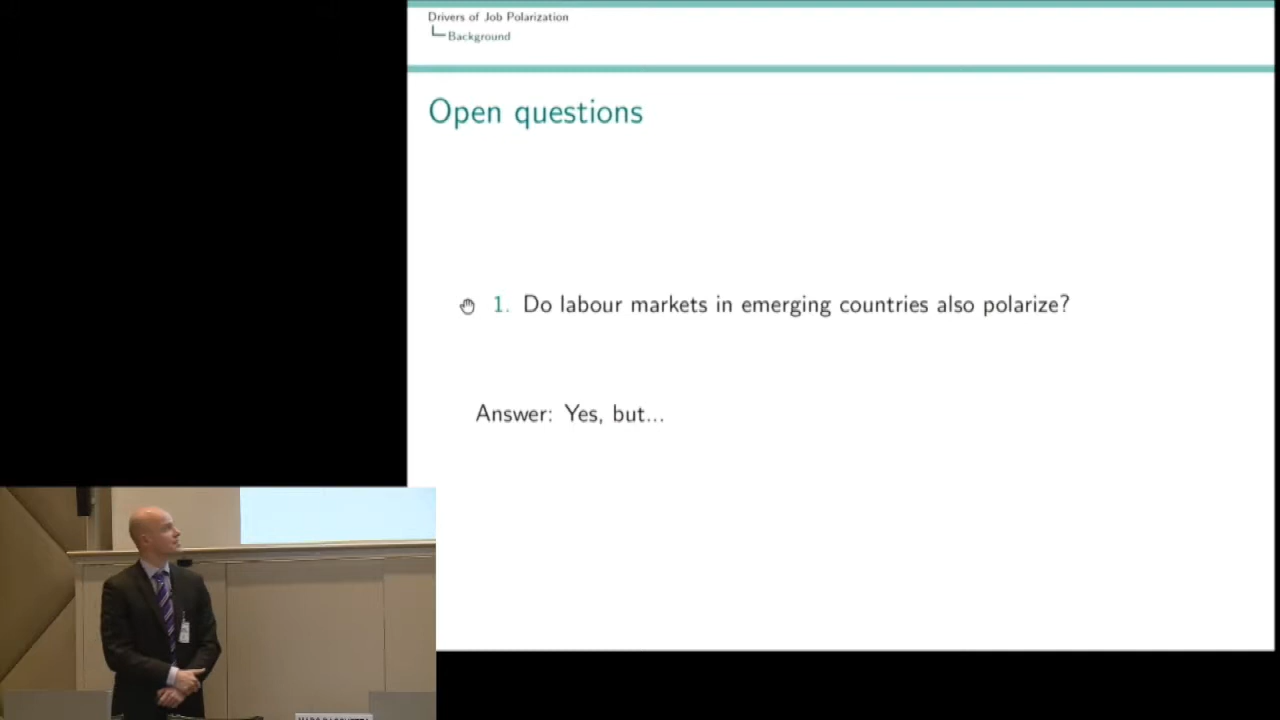 Drivers of Job Polarization
Background
Open questions
1. Do labour markets in emerging countries also polarize?
Answer: Yes, but...